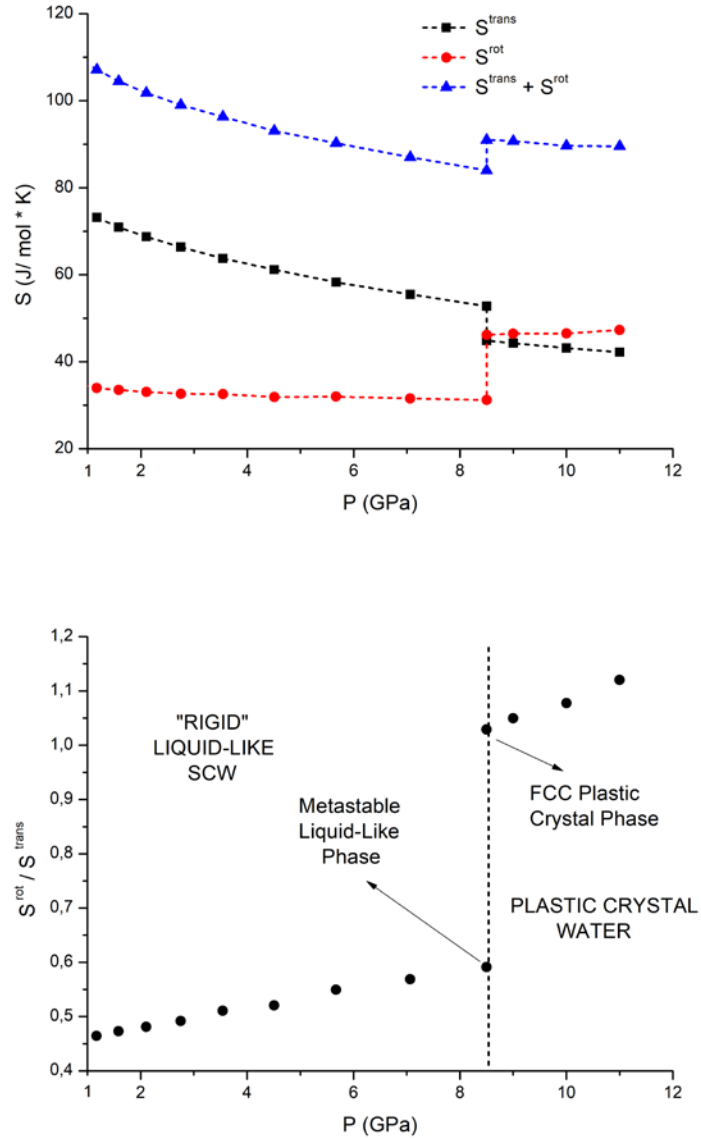 120
100
80
60
40
20
S (J/ mol * K)
S^trans
S^rot
S^trans + S^rot
1
2
4
6
8
10
12
P (GPa)
1,2
1,1
1,0
0,9
0,8
0,7
0,6
0,5
0,4
S^rot / S^trans
"RIGID"
LIQUID-LIKE
SCW
Metastable
Liquid-Like
Phase
FCC Plastic
Crystal Phase
PLASTIC CRYSTAL
WATER
1
2
4
6
8
10
12
P (GPa)